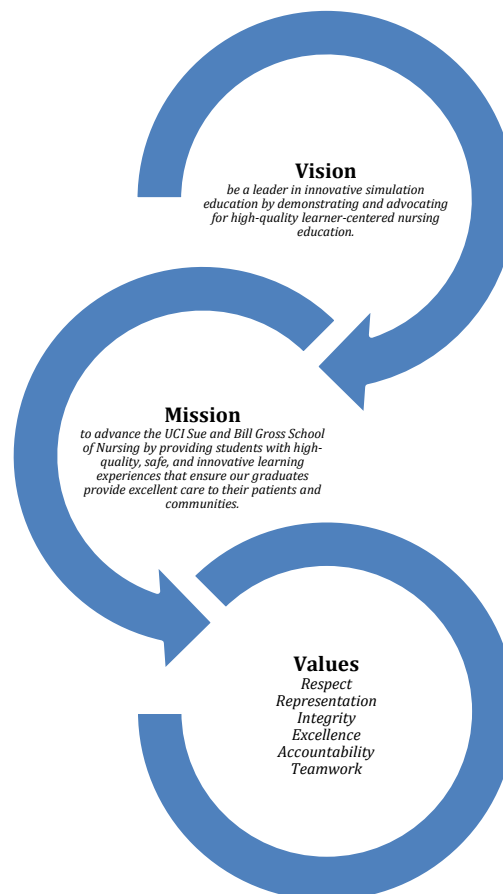 Vision
be a leader in innovative simulation
education by demonstrating and advocating
for high-quality learner-centered nursing
education.
Mission
to advance the UCI Sue and Bill Gross School
of Nursing by providing students with high-
quality, safe, and innovative learning
experiences that ensure our graduates
provide excellent care to their patients and
communities.
Values
Respect
Representation
Integrity
Excellence
Accountability
Teamwork